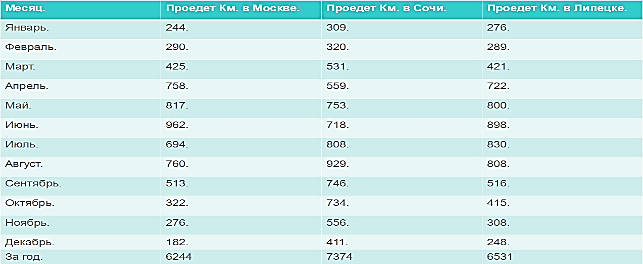 Месяц. Проедет Км. в Москве. Проедет Км. в Сочи. Проедет Км. в Липецке.
Январь. 244. 309. 276.
Февраль. 290. 320. 289.
Март. 425. 531. 421.
Апрель. 758. 559. 722.
Май. 817. 753. 800.
Июнь. 962. 718. 898.
Июль. 694. 808. 830.
Август. 760. 929. 808.
Сентябрь. 513. 746. 516.
Октябрь. 322. 734. 415.
Ноябрь. 276. 556. 308.
Декабрь. 182. 411. 248.
За год. 6244 7374 6531